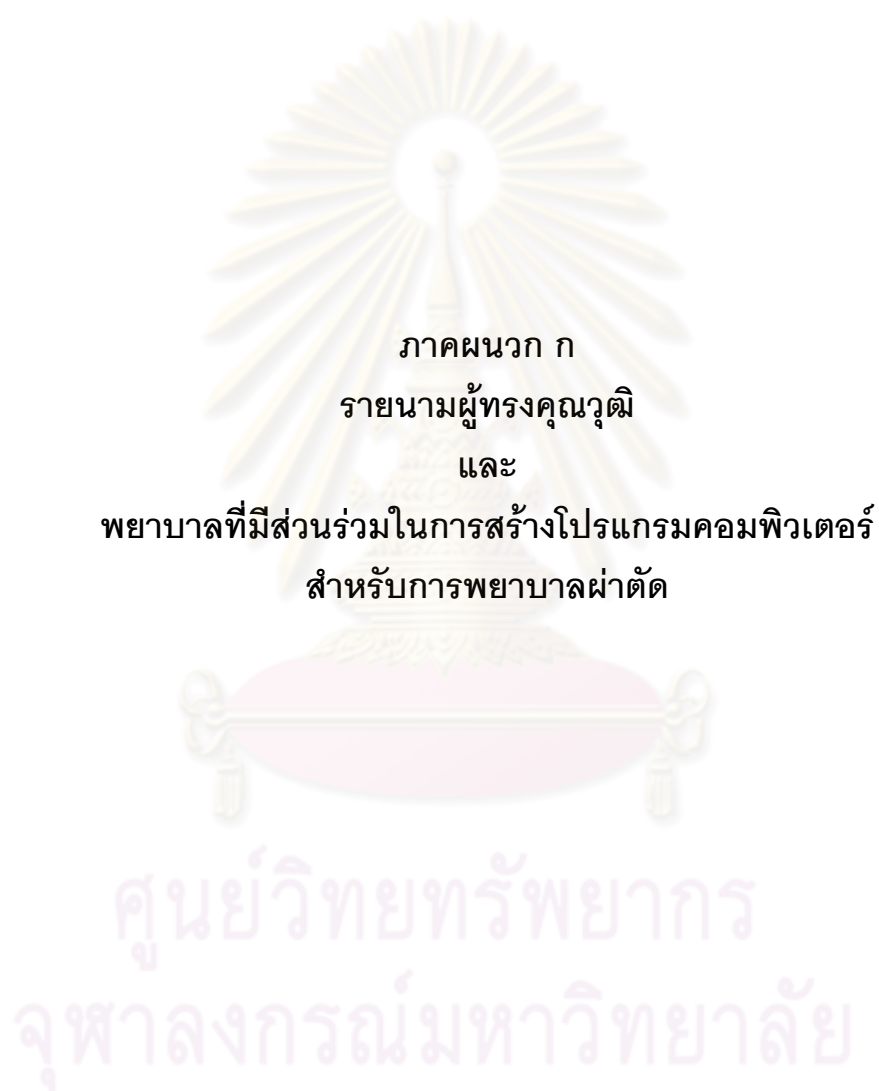 ภาคผนวก ก
รายนามผู้ทรงคุณวุฒิ
และ
พยาบาลที่มีส่วนร่วมในการสร้างโปรแกรมคอมพิวเตอร์
สำหรับการพยาบาลผ่าตัด
ศูนย์วิทยทรัพยากร
จุฬาลงกรณ์มหาวิทยาลัย